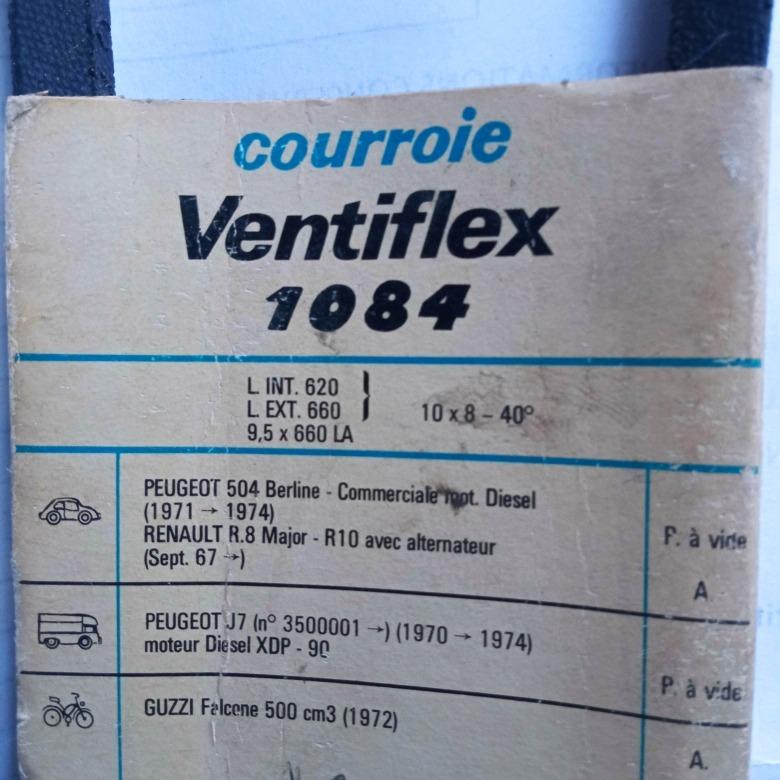 courroie
Ventiflex
1084
L. INT. 620
L. EXT. 660
10 x 8 – 40°
9,5 x 660 LA
PEUGEOT 504 Berline - Commerciale mot. Diesel
(1971 → 1974)
RENAULT R.8 Major - R10 avec alternateur
(Sept. 67 →)
P. à vide
A
PEUGEOT J7 (n° 3500001 →) (1970 → 1974)
moteur Diesel XDP - 90
P. à vide
GUZZI Falcone 500 cm3 (1972)
A.